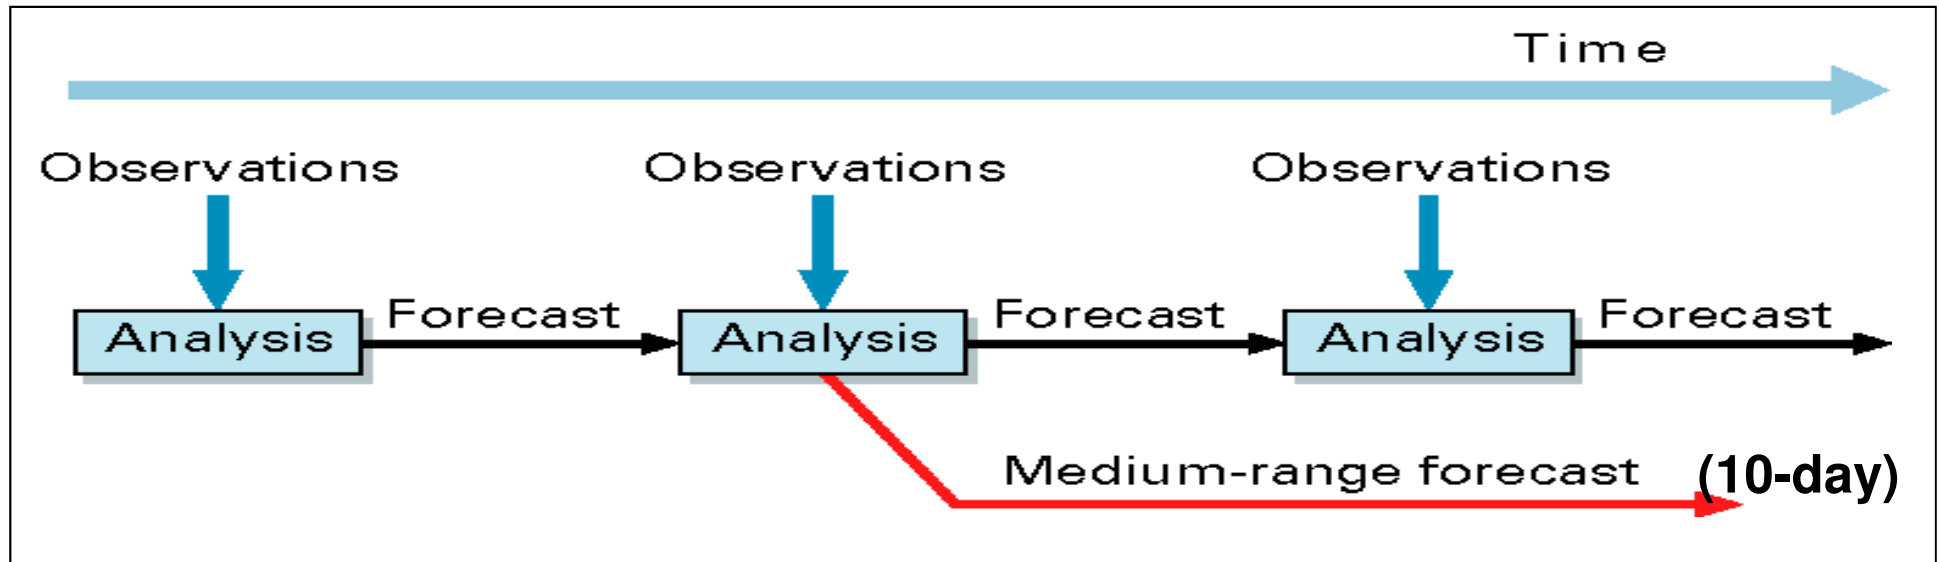 Time
Observations Observations Observations
Analysis Forecast Analysis Forecast Analysis Forecast
Medium-range forecast (10-day)